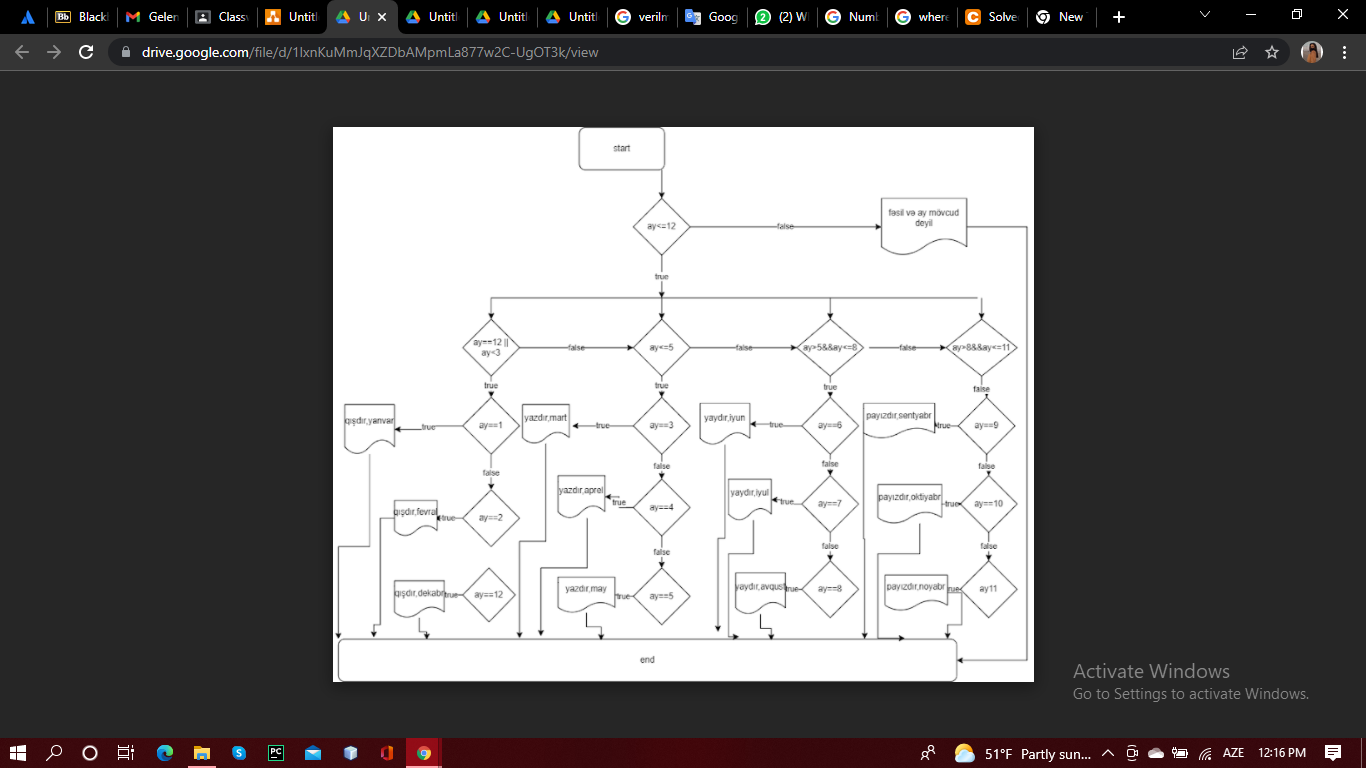 Black
Gelen
Class
Untitl
U
Untitl
Untitl
Untitl
verilm
Goog
(2) W
Numb
where
Solve
New
drive.google.com/file/d/1IxnKuMmJqXZDbAMpmLa877w2C-UgOT3k/view
start
ay<=12
false
fəsil və ay mövcud
deyil
true
ay==12 ||
ay<3
false
ay<=5
false
ay>5&&ay<=8
false
ay>8&&ay<=11
true
true
true
false
qışdır,yanvar
true
ay==1
yazdır,mart
true
ay==3
yaydır,iyun
true
ay==6
payızdır,sentyabr
true
ay==9
false
false
false
false
qışdır,fevral
true
ay==2
yazdır,aprel
true
ay==4
yaydır,iyul
true
ay==7
payızdır,oktiyabr
true
ay==10
false
false
false
qışdır,dekabr
true
ay==12
yazdır,may
true
ay==5
yaydır,avqust
true
ay==8
payızdır,noyabr
true
ay11
end
Activate Windows
Go to Settings to activate Windows.
51°F Partly sun...
AZE
12:16 PM